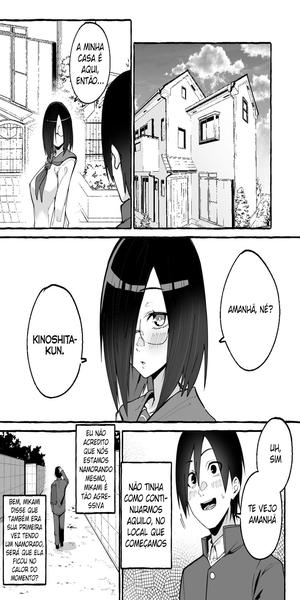 A MINHA
CASA É
AQUI,
ENTÃO...
AMANHÃ, NÉ?
KINOSHITA-
KUN.
UH,
SIM
TE VEJO
AMANHÃ
NÃO TINHA
COMO CONTI-
NUARMOS
AQUILO, NO
LOCAL QUE
COMEÇAMOS
EU NÃO
ACREDITO
QUE NÓS
ESTAMOS
NAMORANDO
MESMO, MIKAMI
É TÃO AGRE-
SSIVA
BEM, MIKAMI
DISSE QUE
TAMBÉM ERA
SUA PRIMEIRA
VEZ TENDO
UM NAMORADO,
SERÁ QUE ELA
FICOU NO
CALOR DO
MOMENTO?